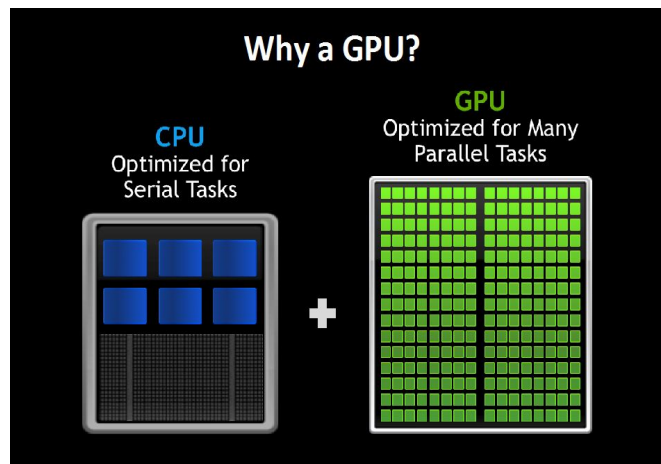 Why a GPU?
CPU
Optimized for
Serial Tasks
GPU
Optimized for Many
Parallel Tasks